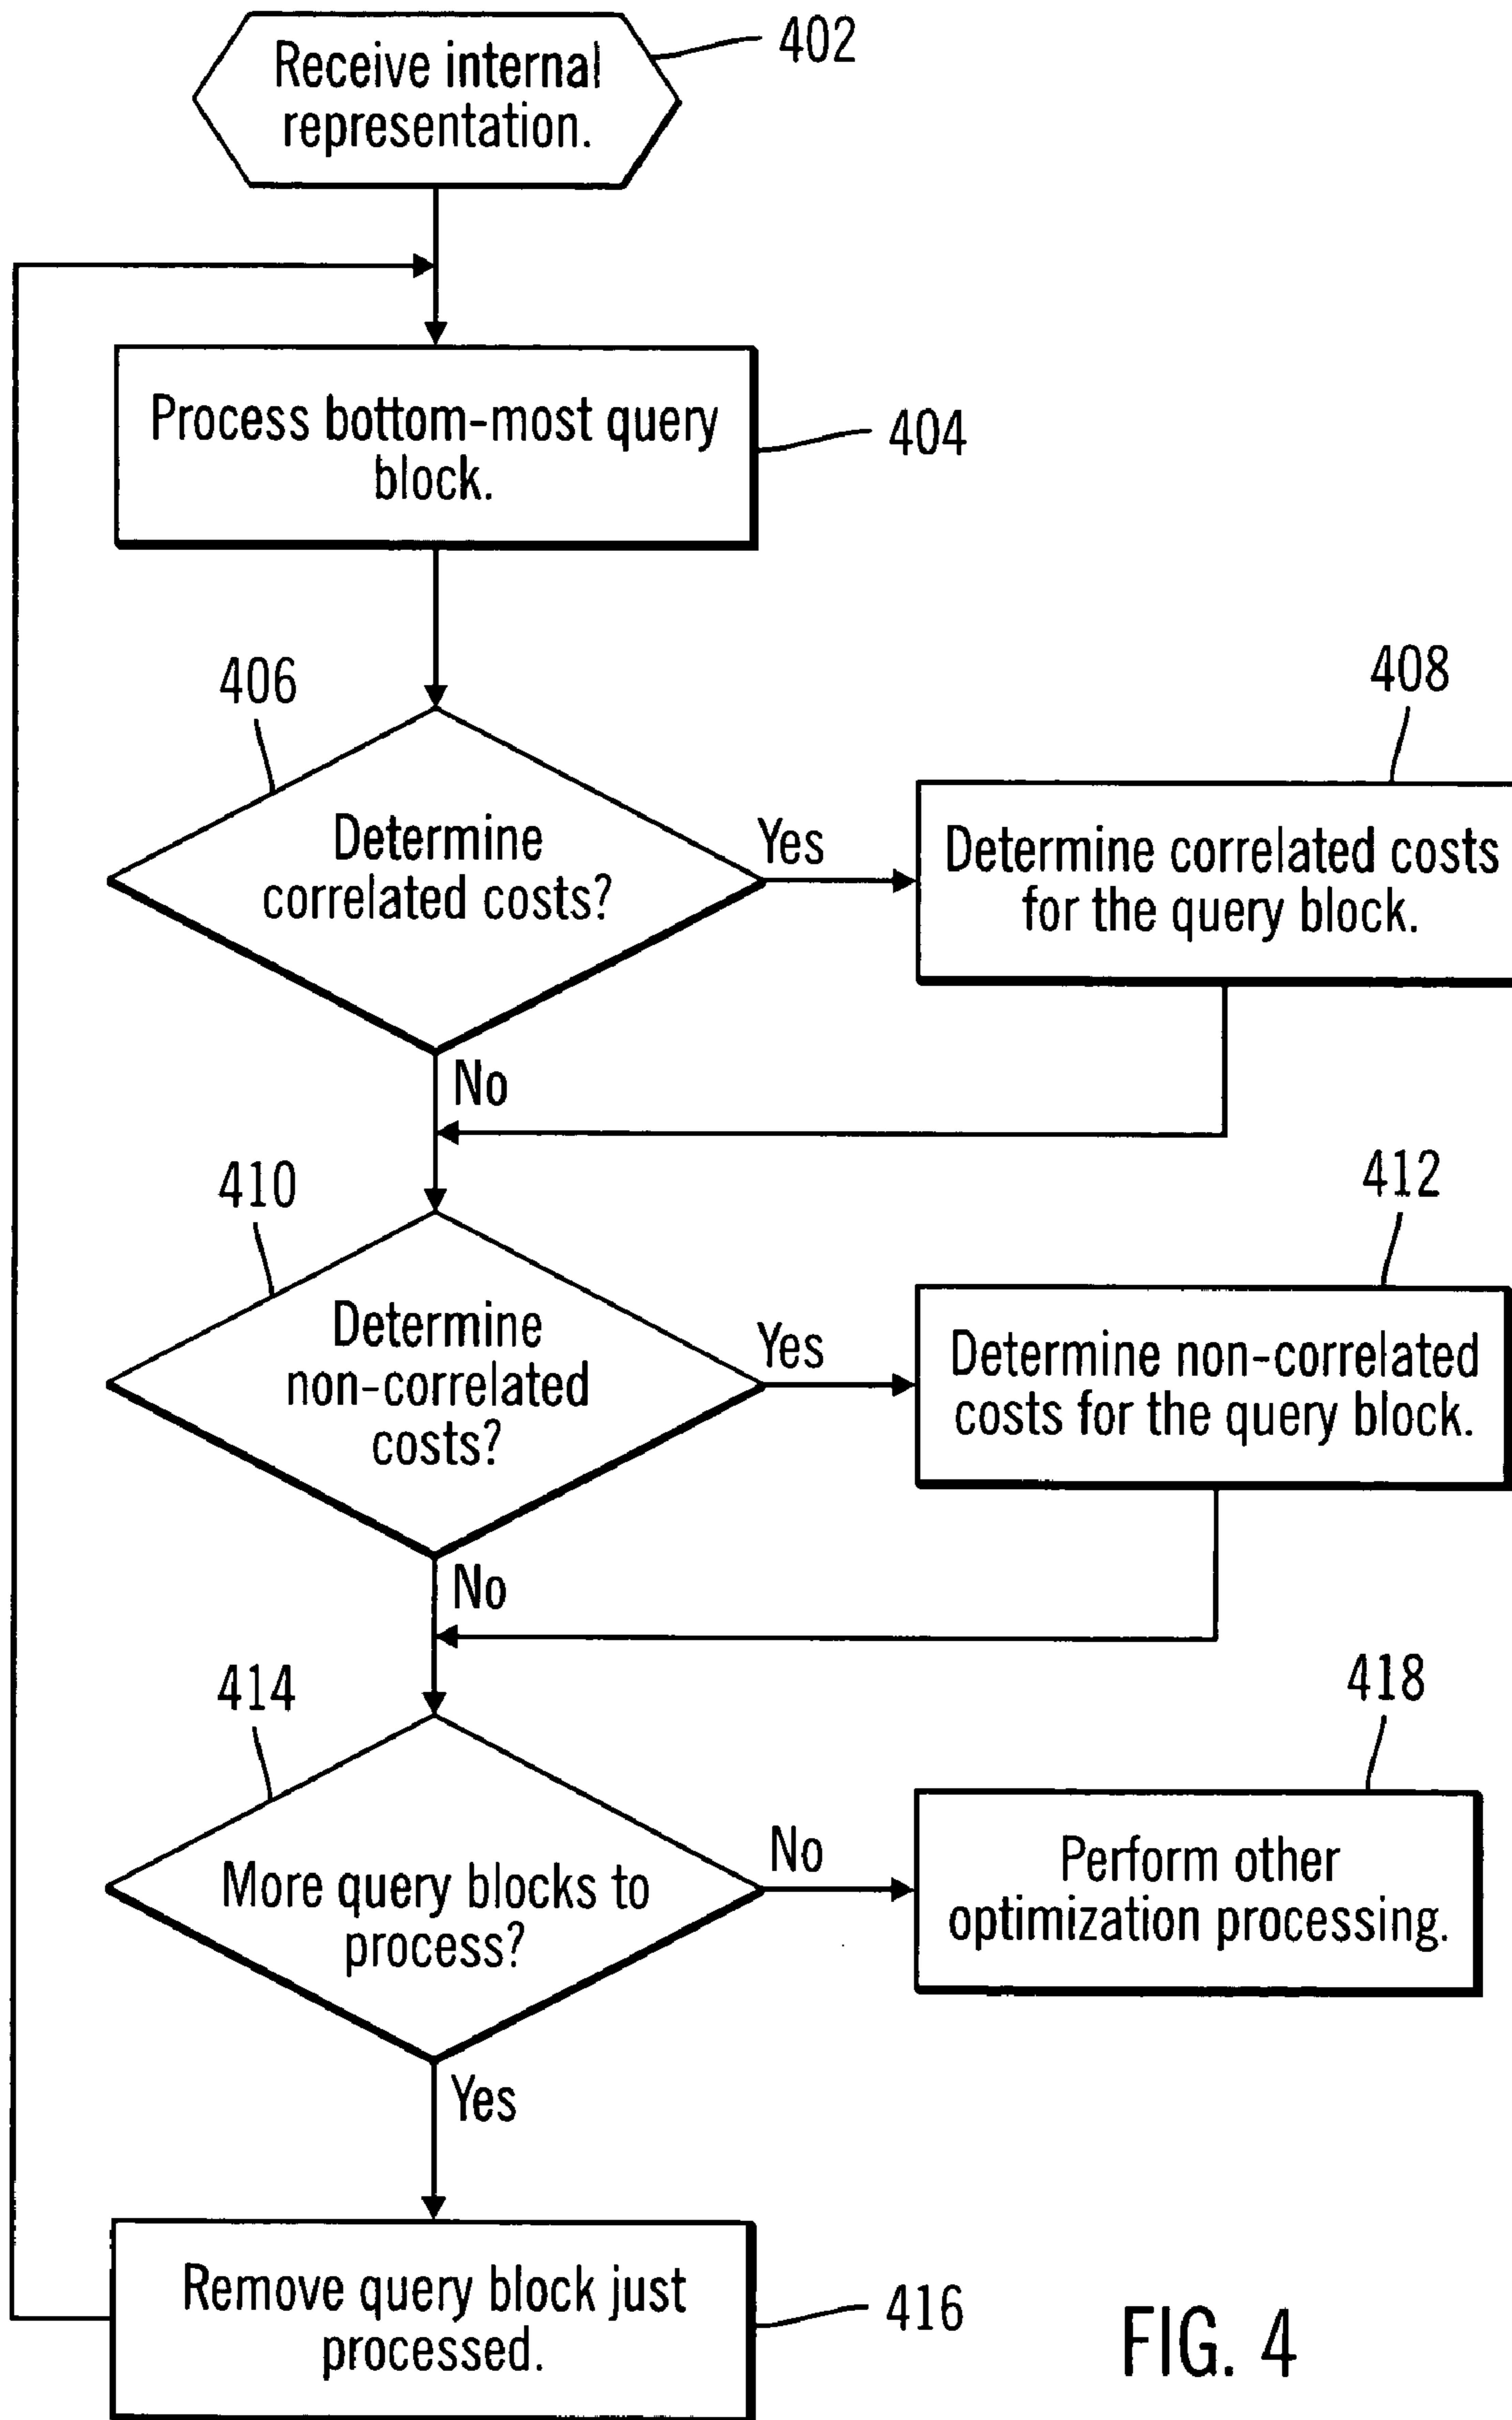 Receive internal
representation.
402
Process bottom-most query
block.
404
406
Determine
correlated costs?
Yes
408
Determine correlated costs
for the query block.
No
410
Determine
non-correlated
costs?
Yes
412
Determine non-correlated
costs for the query block.
No
414
More query blocks to
process?
No
418
Perform other
optimization processing.
Yes
Remove query block just
processed.
416
FIG. 4